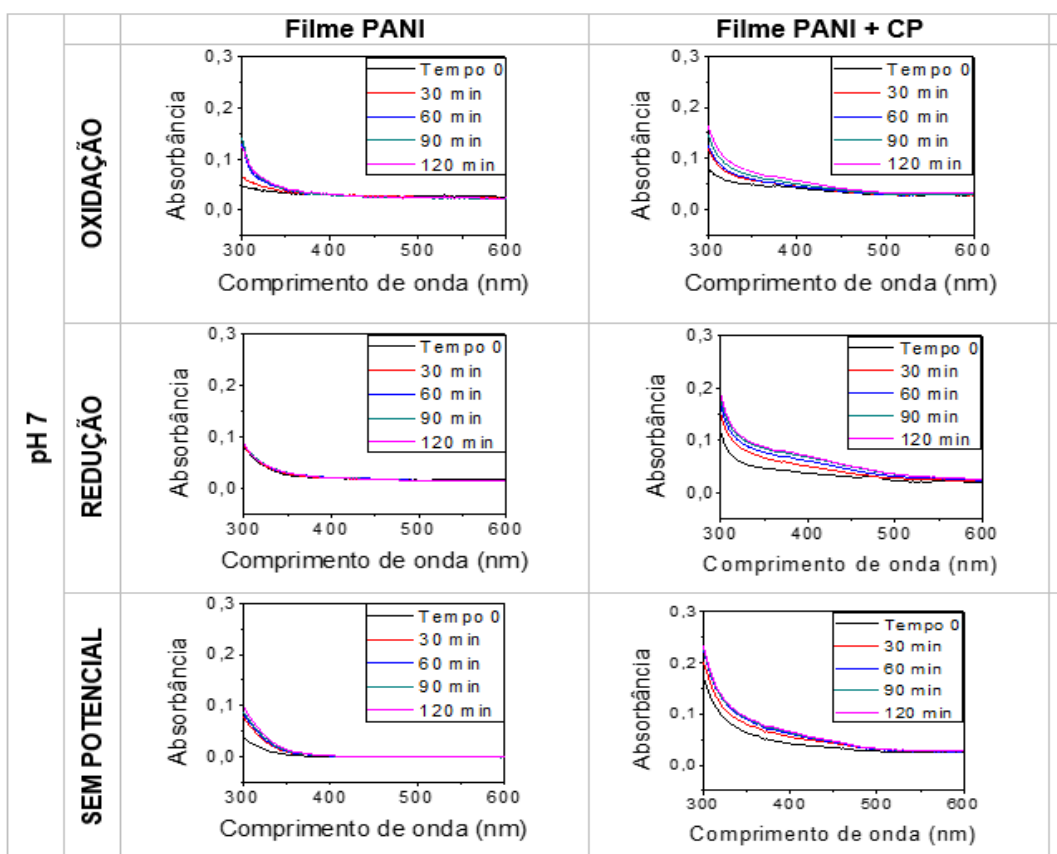 Filme PANI
Filme PANI + CP
pH 7
OXIDAÇÃO
0,3
0,2
0,1
0,0
Absorbância
Tempo 0
30 min
60 min
90 min
120 min
300 400 500 600
Comprimento de onda (nm)
0,3
0,2
0,1
0,0
Absorbância
Tempo 0
30 min
60 min
90 min
120 min
300 400 500 600
Comprimento de onda (nm)
REDUÇÃO
0,3
0,2
0,1
0,0
Absorbância
Tempo 0
30 min
60 min
90 min
120 min
300 400 500 600
Comprimento de onda (nm)
0,3
0,2
0,1
0,0
Absorbância
Tempo 0
30 min
60 min
90 min
120 min
300 400 500 600
Comprimento de onda (nm)
SEM POTENCIAL
0,3
0,2
0,1
0,0
Absorbância
Tempo 0
30 min
60 min
90 min
120 min
300 400 500 600
Comprimento de onda (nm)
0,3
0,2
0,1
0,0
Absorbância
Tempo 0
30 min
60 min
90 min
120 min
300 400 500 600
Comprimento de onda (nm)